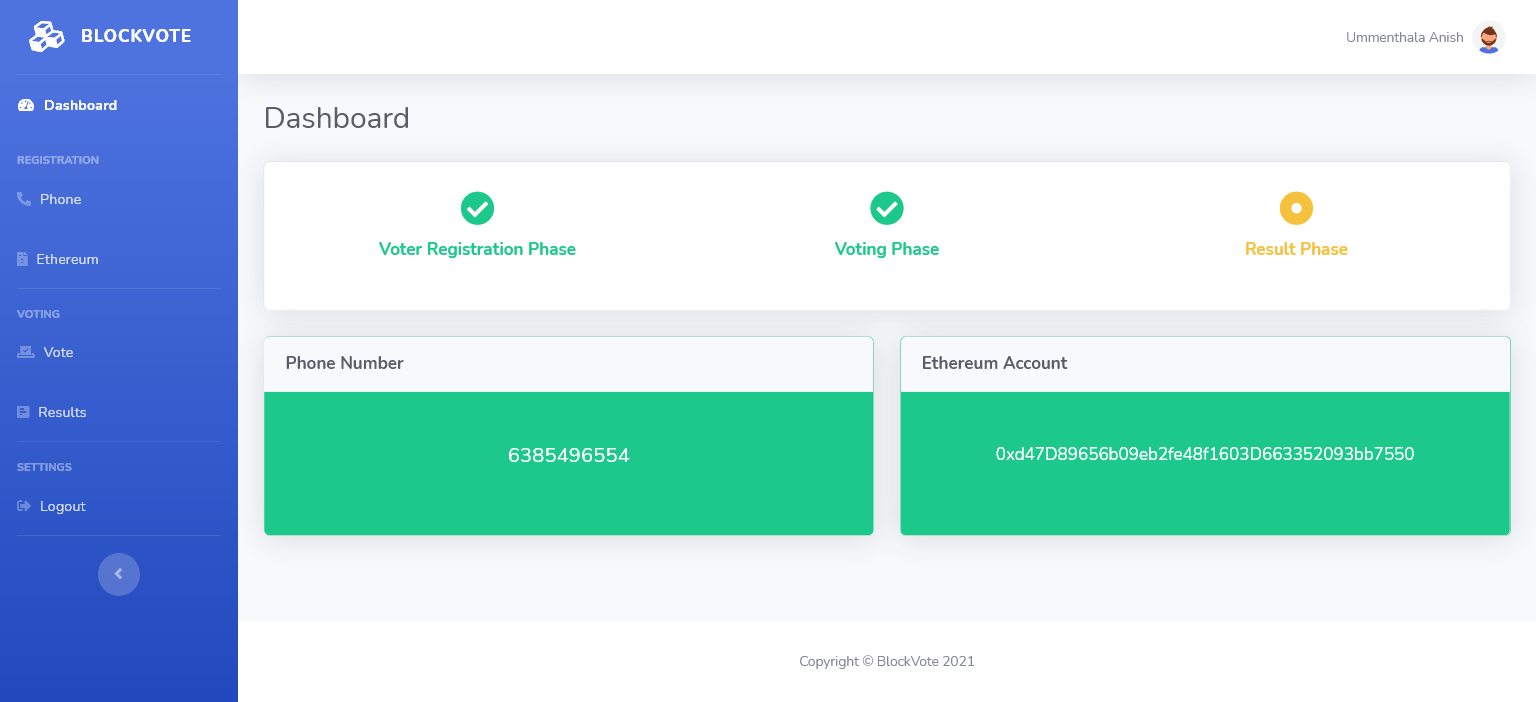 BLOCKVOTE
Ummenthala Anish
Dashboard
REGISTRATION
Phone
Ethereum
VOTING
Vote
Results
SETTINGS
Logout
Dashboard
Voter Registration Phase
Voting Phase
Result Phase
Phone Number
6385496554
Ethereum Account
0xd47D89656b09eb2fe48f1603D663352093bb7550
Copyright © BlockVote 2021